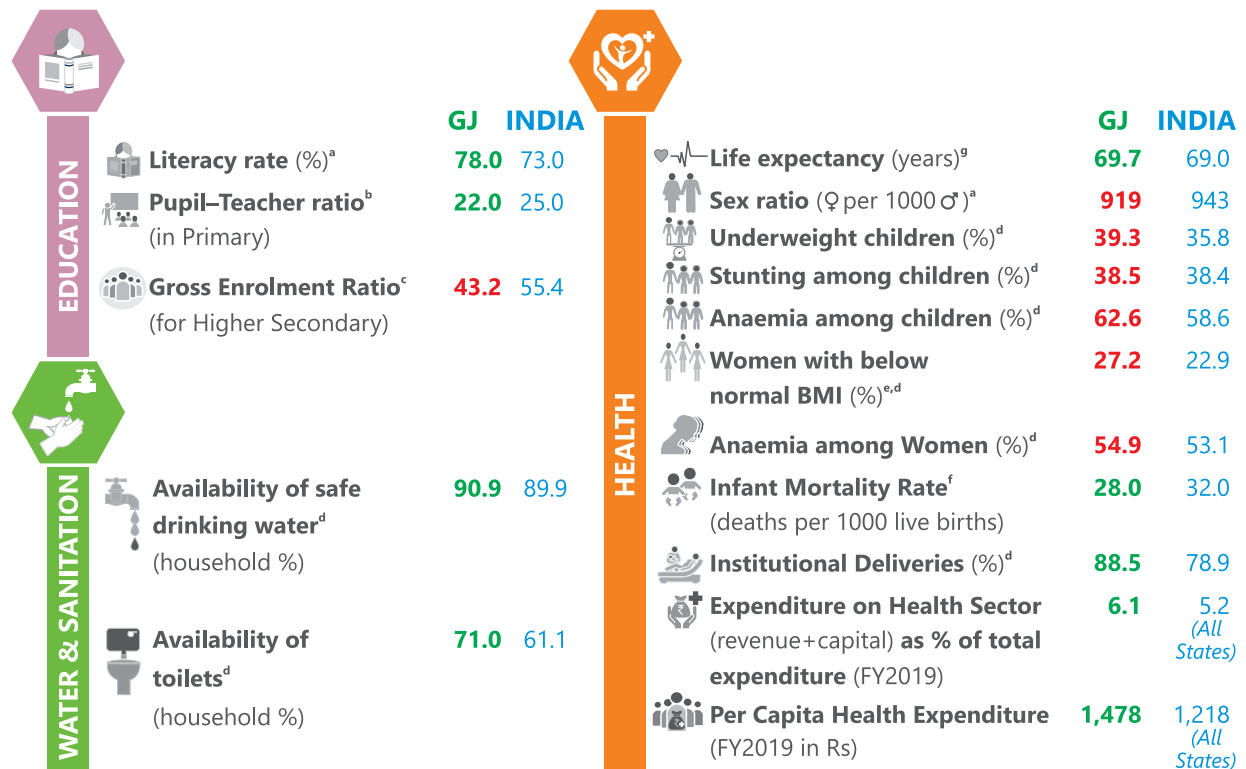 EDUCATION
GJ INDIA
Literacy rate (%)ᵃ 78.0 73.0
Pupil–Teacher ratioᵇ 22.0 25.0
(in Primary)
Gross Enrolment Ratioᶜ 43.2 55.4
(for Higher Secondary)
WATER & SANITATION
Availability of safe 90.9 89.9
drinking waterᵈ
(household %)
Availability of 71.0 61.1
toiletsᵈ
(household %)
HEALTH
GJ INDIA
Life expectancy (years)ᵍ 69.7 69.0
Sex ratio (♀ per 1000 ♂)ᵃ 919 943
Underweight children (%)ᵈ 39.3 35.8
Stunting among children (%)ᵈ 38.5 38.4
Anaemia among children (%)ᵈ 62.6 58.6
Women with below 27.2 22.9
normal BMI (%)ᵉ,ᵈ
Anaemia among Women (%)ᵈ 54.9 53.1
Infant Mortality Rateᶠ 28.0 32.0
(deaths per 1000 live births)
Institutional Deliveries (%)ᵈ 88.5 78.9
Expenditure on Health Sector 6.1 5.2
(revenue+capital) as % of total (All
expenditure (FY2019) States)
Per Capita Health Expenditure 1,478 1,218
(FY2019 in Rs) (All
States)